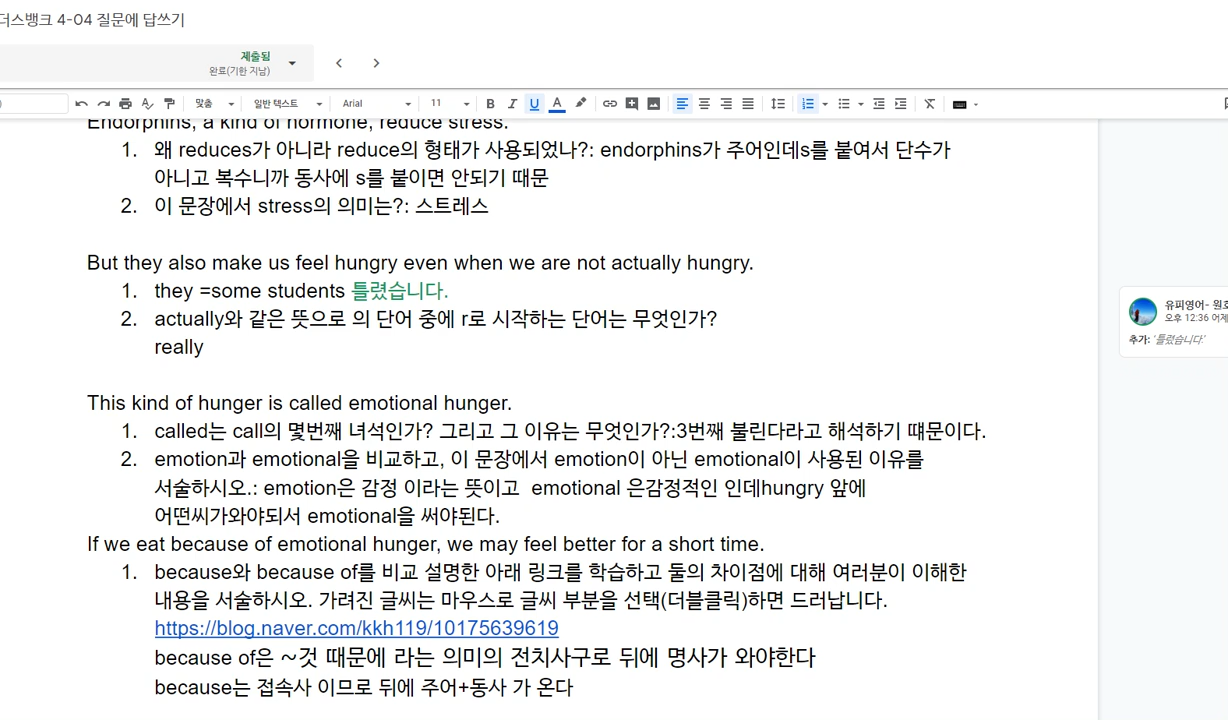 더스뱅크 4-04 질문에 답쓰기
제출됨
완료(기한 지남)
맞춤 일반 텍스트 Arial 11 B I U A
Endorphins, a kind of hormone, reduce stress.
1. 왜 reduces가 아니라 reduce의 형태가 사용되었나?: endorphins가 주어인데s를 붙여서 단수가
아니고 복수니까 동사에 s를 붙이면 안되기 때문
2. 이 문장에서 stress의 의미는?: 스트레스
But they also make us feel hungry even when we are not actually hungry.
1. they =some students 틀렸습니다.
2. actually와 같은 뜻으로 의 단어 중에 r로 시작하는 단어는 무엇인가?
really
유피영어- 원호
오후 12:36 어제
추가: '틀렸습니다.'
This kind of hunger is called emotional hunger.
1. called는 call의 몇번째 녀석인가? 그리고 그 이유는 무엇인가?:3번째 불린다라고 해석하기 떄문이다.
2. emotion과 emotional을 비교하고, 이 문장에서 emotion이 아닌 emotional이 사용된 이유를
서술하시오.: emotion은 감정 이라는 뜻이고 emotional 은감정적인 인데hungry 앞에
어떤씨가와야되서 emotional을 써야된다.
If we eat because of emotional hunger, we may feel better for a short time.
1. because와 because of를 비교 설명한 아래 링크를 학습하고 둘의 차이점에 대해 여러분이 이해한
내용을 서술하시오. 가려진 글씨는 마우스로 글씨 부분을 선택(더블클릭)하면 드러납니다.
https://blog.naver.com/kkh119/10175639619
because of은 ~것 때문에 라는 의미의 전치사구로 뒤에 명사가 와야한다
because는 접속사 이므로 뒤에 주어+동사 가 온다